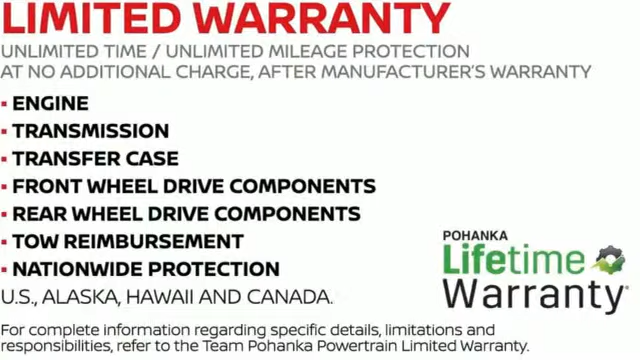 LIMITED WARRANTY
UNLIMITED TIME / UNLIMITED MILEAGE PROTECTION
AT NO ADDITIONAL CHARGE, AFTER MANUFACTURER'S WARRANTY
▪ ENGINE
▪ TRANSMISSION
▪ TRANSFER CASE
▪ FRONT WHEEL DRIVE COMPONENTS
▪ REAR WHEEL DRIVE COMPONENTS
▪ TOW REIMBURSEMENT
▪ NATIONWIDE PROTECTION
U.S., ALASKA, HAWAII AND CANADA.
POHANKA
Lifetime
Warranty
For complete information regarding specific details, limitations and
responsibilities, refer to the Team Pohanka Powertrain Limited Warranty.